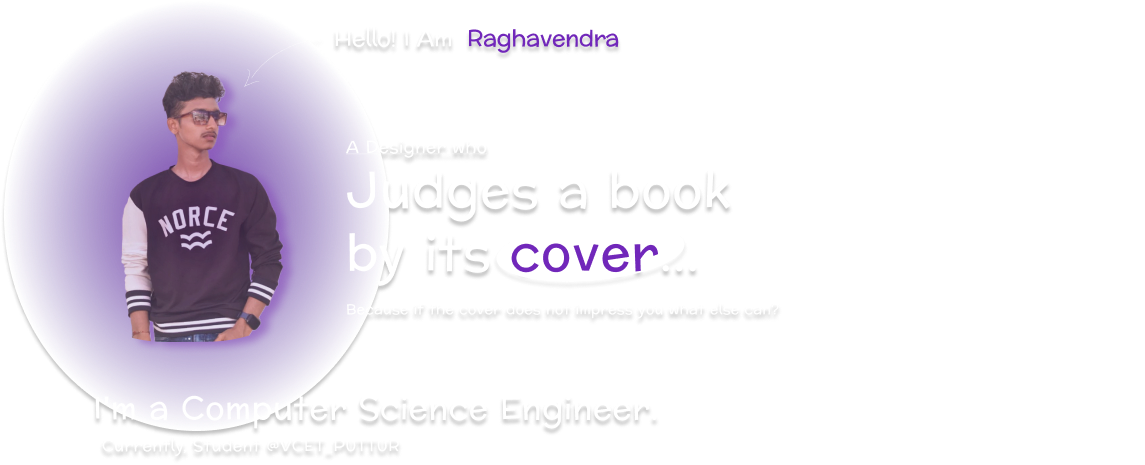 Hello! I Am Raghavendra
A Designer who
Judges a book
by its cover...
Because if the cover does not impress you what else can?
NORCE
I'm a Computer Science Engineer.
Currently, Student @VCET_PUTTUR